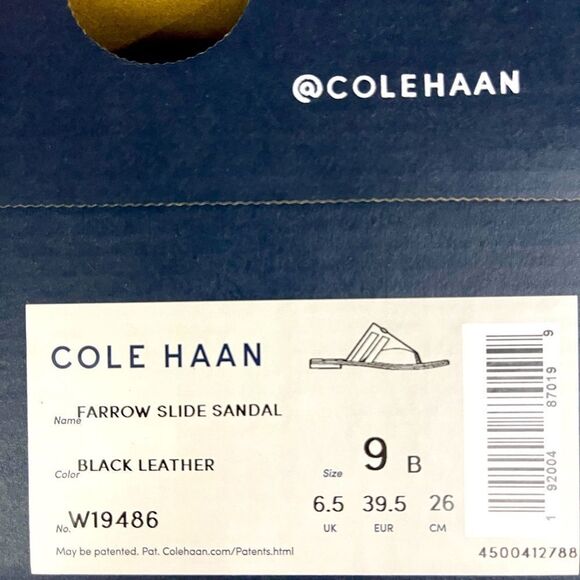 @COLEHAAN
COLE HAAN
Name FARROW SLIDE SANDAL
Color BLACK LEATHER
Size 9 B
No. W19486
6.5 39.5 26
UK EUR CM
May be patented. Pat. Colehaan.com/Patents.html
1 92004 87019 9
4500412788